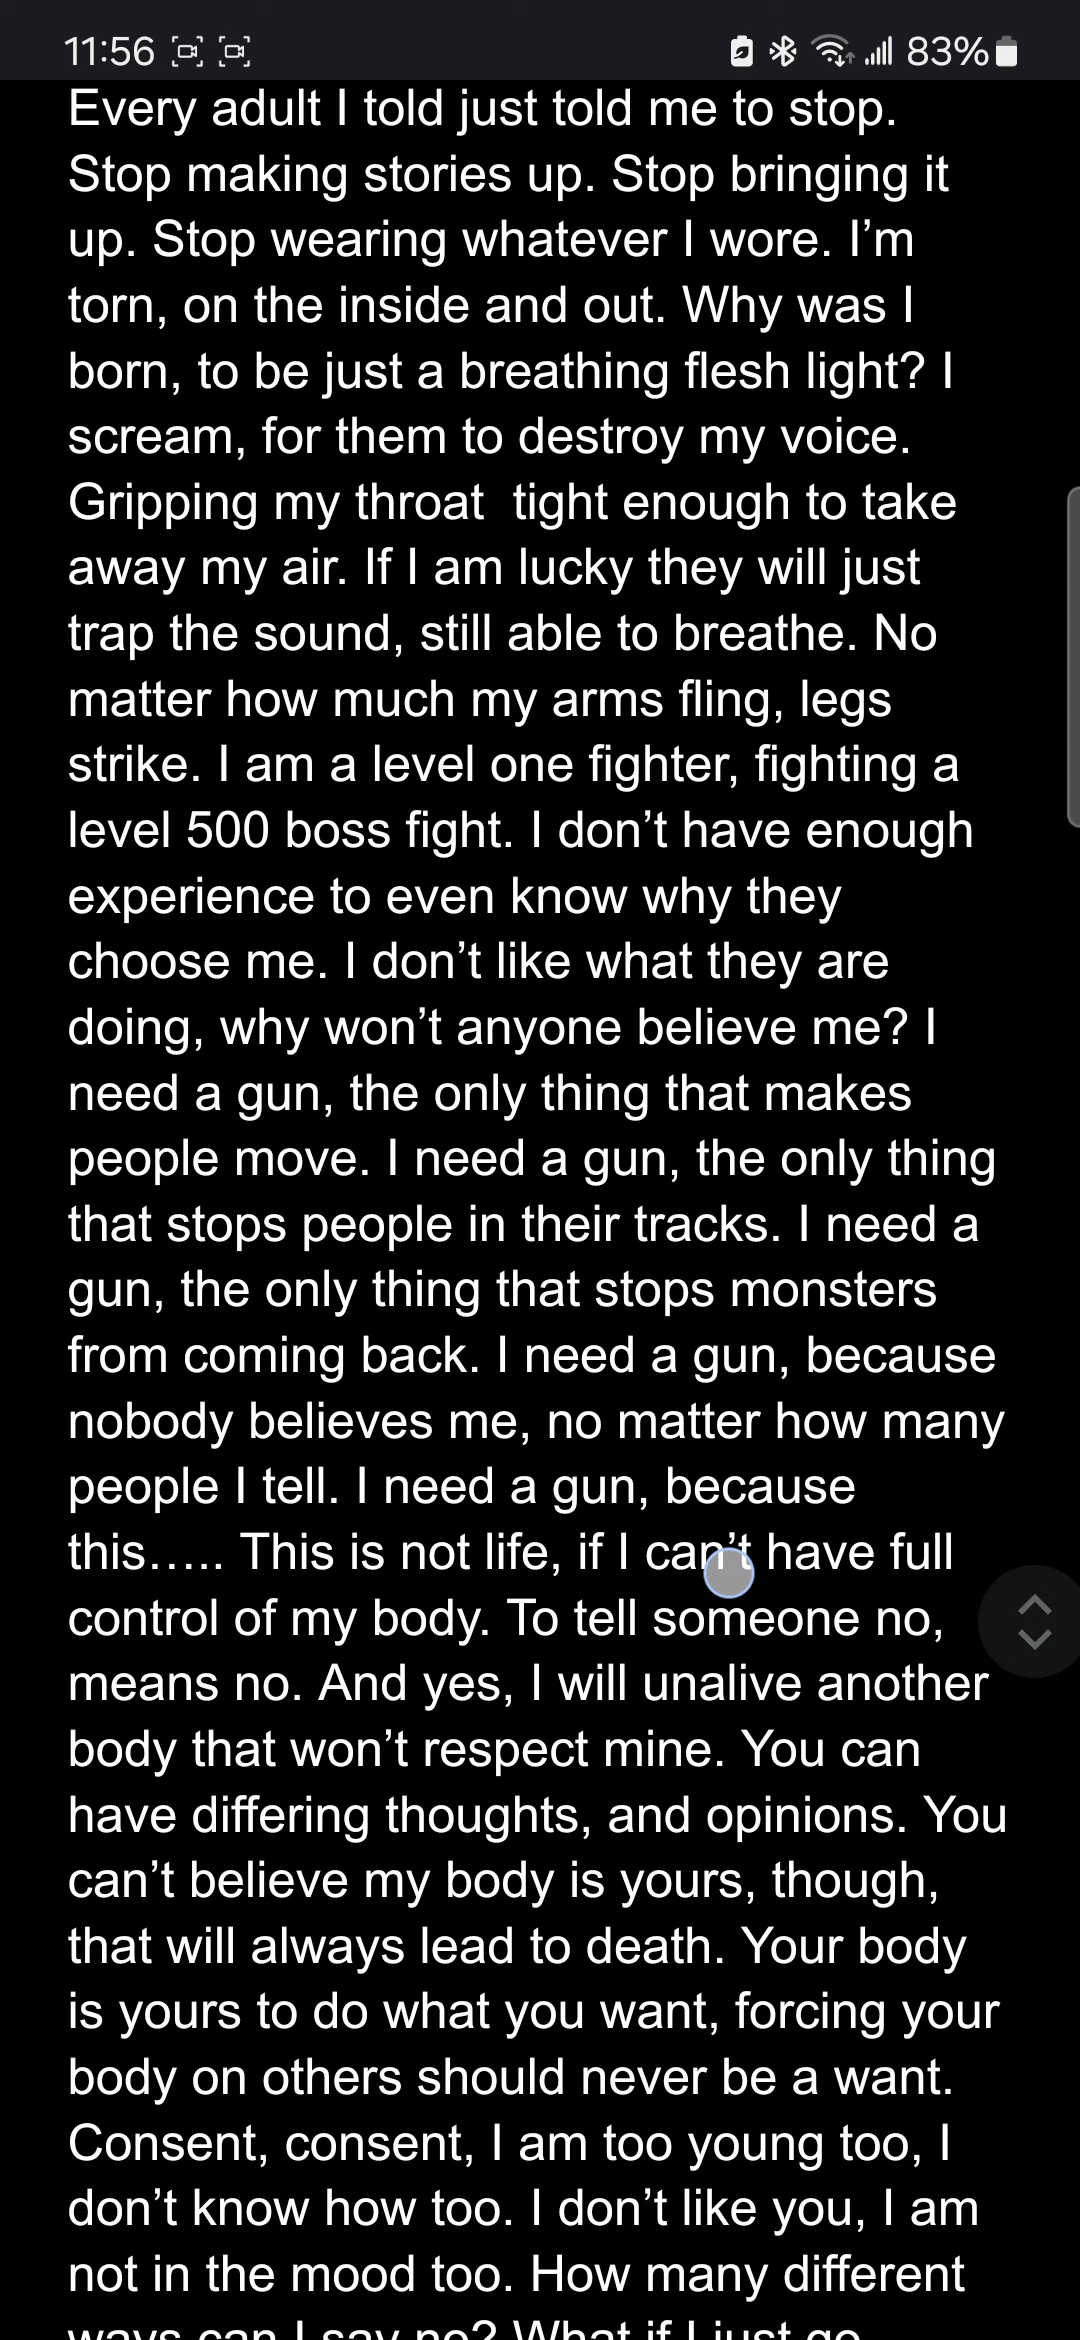 11:56 83%
Every adult I told just told me to stop.
Stop making stories up. Stop bringing it
up. Stop wearing whatever I wore. I’m
torn, on the inside and out. Why was I
born, to be just a breathing flesh light? I
scream, for them to destroy my voice.
Gripping my throat  tight enough to take
away my air. If I am lucky they will just
trap the sound, still able to breathe. No
matter how much my arms fling, legs
strike. I am a level one fighter, fighting a
level 500 boss fight. I don’t have enough
experience to even know why they
choose me. I don’t like what they are
doing, why won’t anyone believe me? I
need a gun, the only thing that makes
people move. I need a gun, the only thing
that stops people in their tracks. I need a
gun, the only thing that stops monsters
from coming back. I need a gun, because
nobody believes me, no matter how many
people I tell. I need a gun, because
this..... This is not life, if I can’t have full
control of my body. To tell someone no,
means no. And yes, I will unalive another
body that won’t respect mine. You can
have differing thoughts, and opinions. You
can’t believe my body is yours, though,
that will always lead to death. Your body
is yours to do what you want, forcing your
body on others should never be a want.
Consent, consent, I am too young too, I
don’t know how too. I don’t like you, I am
not in the mood too. How many different
ways can I say no? What if I just go